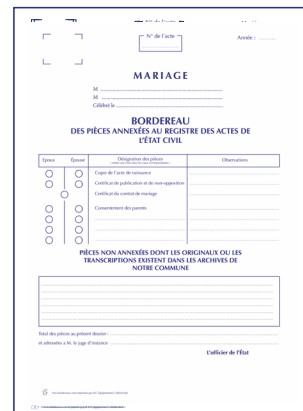 N° de l'acte
Année :
MARIAGE
M
M
Célébré le
BORDEREAU
DES PIÈCES ANNEXÉES AU REGISTRE DES ACTES DE
L'ÉTAT CIVIL
Epoux
Épouse
Désignation des pièces
Observations
Copie de l'acte de naissance
Certificat de publication et de non-opposition
Certificat du contrat de mariage
Consentement des parents
PIÈCES NON ANNEXÉES DONT LES ORIGINAUX OU LES
TRANSCRIPTIONS EXISTENT DANS LES ARCHIVES DE
NOTRE COMMUNE
Total des pièces au présent dossier :
et adressées à M. le juge d'instance
L'officier de l'État